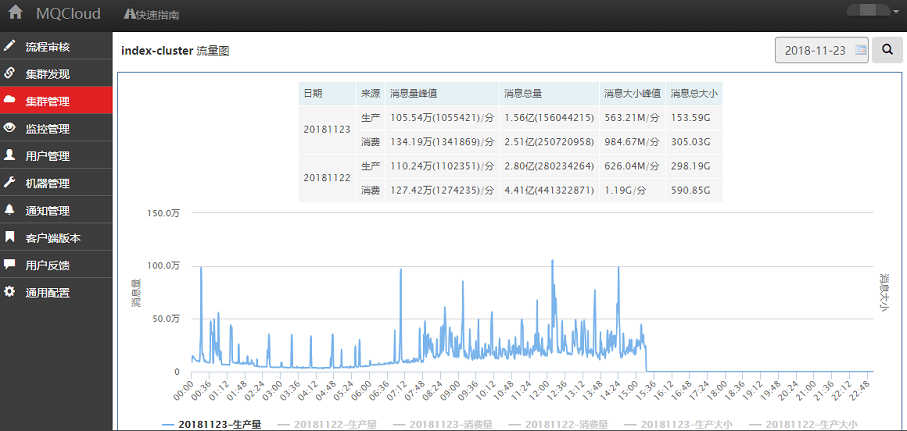 MQCloud 快速指南
流程审核
集群发现
集群管理
监控管理
用户管理
机器管理
通知管理
客户端版本
用户反馈
通用配置
index-cluster 流量图
2018-11-23
日期 来源 消息量峰值 消息总量 消息大小峰值 消息总大小
20181123
生产 105.54万(1055421)/分 1.56亿(156044215) 563.21M/分 153.59G
消费 134.19万(1341869)/分 2.51亿(250720958) 984.67M/分 305.03G
20181122
生产 110.24万(1102351)/分 2.80亿(280234264) 626.04M/分 298.19G
消费 127.42万(1274235)/分 4.41亿(441322871) 1.19G/分 590.85G
150.0万
100.0万
50.0万
0
消息量
消息大小
00:00 00:36 01:12 01:48 02:24 03:00 03:36 04:12 04:48 05:24 06:00 06:36 07:12 07:48 08:24 09:00 09:36 10:12 10:48 11:24 12:00 12:36 13:12 13:48 14:24 15:00 15:36 16:12 16:48 17:24 18:00 18:36 19:12 19:48 20:24 21:00 21:36 22:12 22:48
20181123-生产量 20181122-生产量 20181123-消费量 20181122-消费量 20181123-生产大小 20181122-生产大小